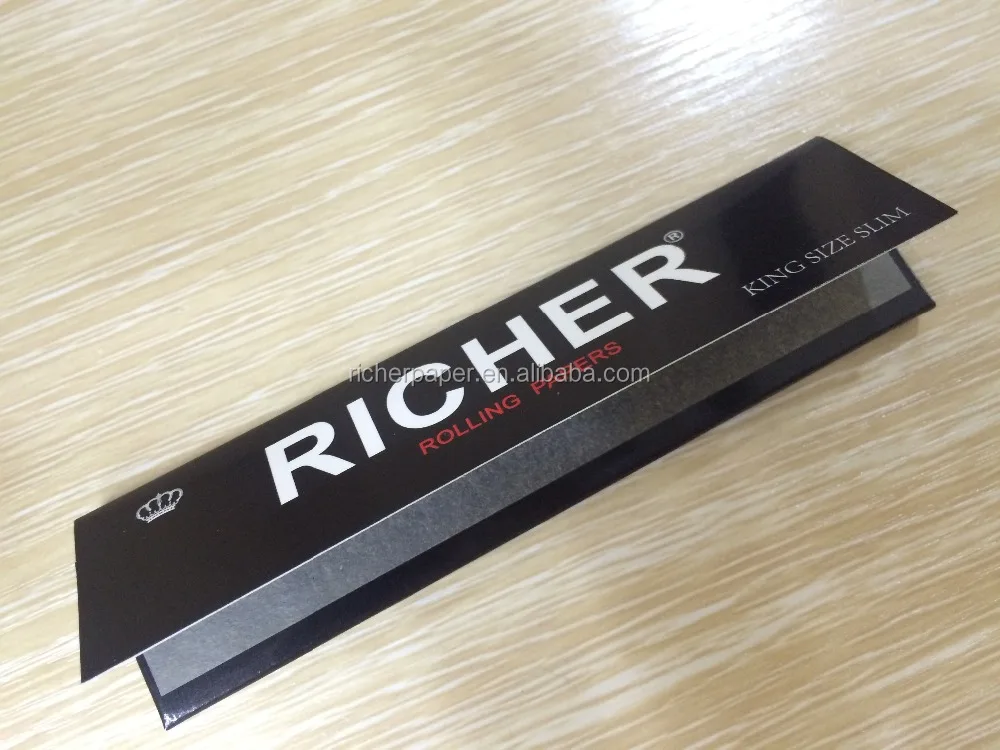 RICHER®
ROLLING PAPERS
KING SIZE SLIM
richerpaper.en.alibaba.com